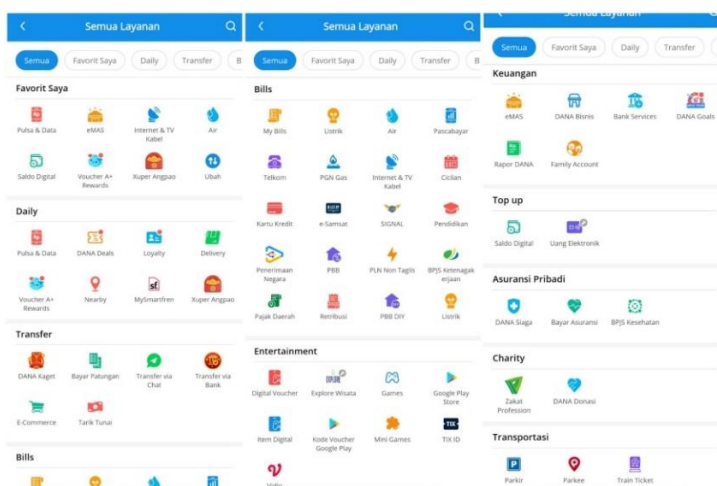 Semua Layanan
Semua Favorit Saya Daily Transfer B
Favorit Saya
Pulsa & Data eMAS Internet & TV Kabel Air
Saldo Digital Voucher A+ Rewards Xuper Angpao Ubah
Daily
Pulsa & Data DANA Deals Loyalty Delivery
Voucher A+ Rewards Nearby MySmartfren Xuper Angpao
Transfer
DANA Kaget Bayar Patungan Transfer via Chat Transfer via Bank
E-Commerce Tarik Tunai
Bills
Semua Layanan
Semua Favorit Saya Daily Transfer B
Bills
My Bills Listrik Air Pascabayar
Telkom PGN Gas Internet & TV Kabel Cicilan
Kartu Kredit e-Samsat SIGNAL Pendidikan
Penerimaan Negara PBB PLN Non Taglis BPJS Ketenagak erjaan
Pajak Daerah Retribusi PBB DIY Listrik
Entertainment
Digital Voucher Explore Wisata Games Google Play Store
Item Digital Kode Voucher Google Play Mini Games TIX ID
Vidio
Semua Layanan
Semua Favorit Saya Daily Transfer
Keuangan
eMAS DANA Bisnis Bank Services DANA Goals
Rapor DANA Family Account
Top up
Saldo Digital Uang Elektronik
Asuransi Pribadi
DANA Siaga Bayar Asuransi BPJS Kesehatan
Charity
Zakat Profession DANA Donasi
Transportasi
Parkir Parkee Train Ticket